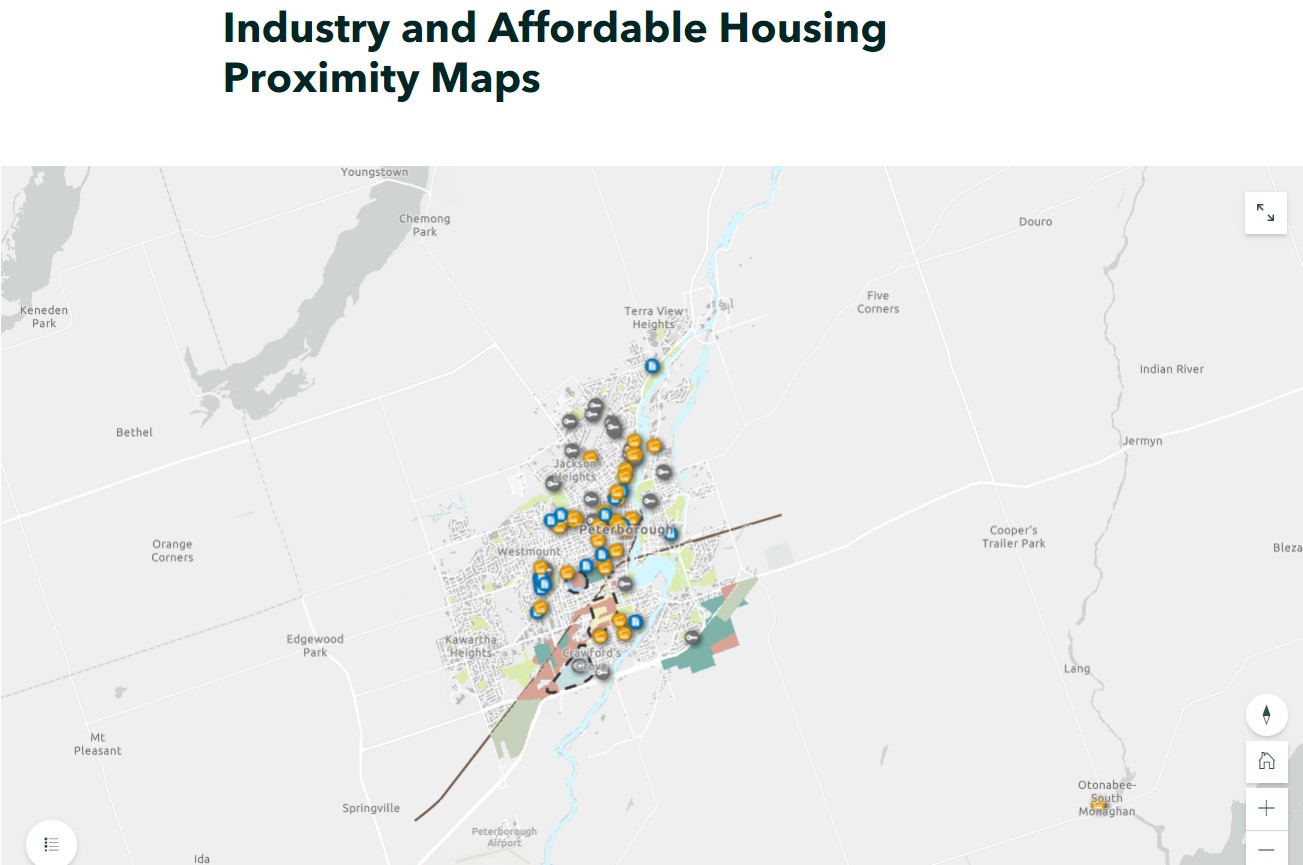 Industry and Affordable Housing
Proximity Maps
Youngstown
Chemong
Park
Douro
Keneden
Park
Terra View
Heights
Five
Corners
Indian River
Bethel
Jermyn
Jackson
Heights
Peterborough
Orange
Corners
Westmount
Cooper's
Trailer Park
Bleza
Edgewood
Park
Kawartha
Heights
Crawford's
Grove
Lang
Mt
Pleasant
Otonabee-
South
Monaghan
Springville
Peterborough
Airport
Ida